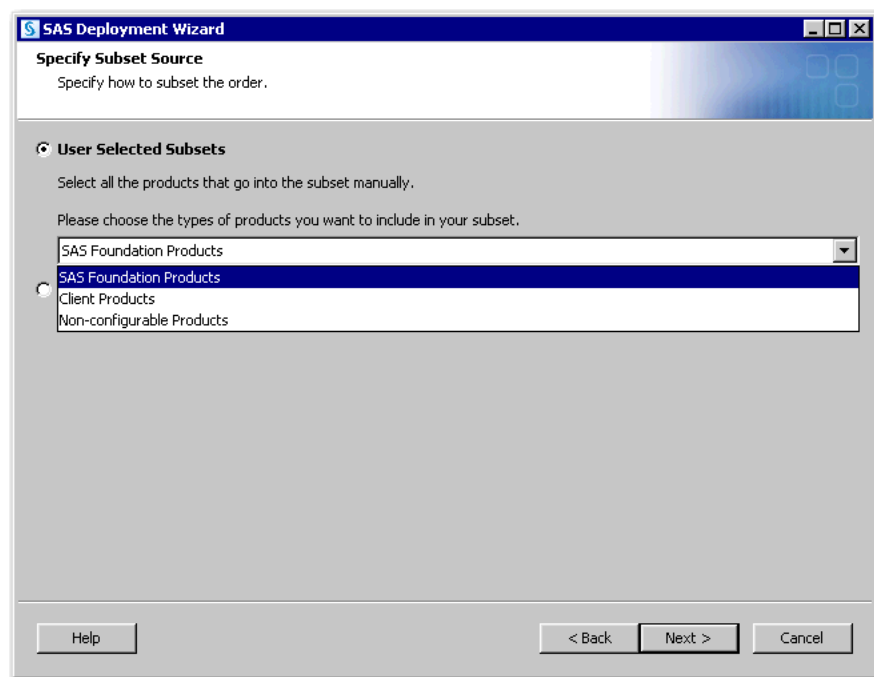 SAS Deployment Wizard
Specify Subset Source
Specify how to subset the order.
User Selected Subsets
Select all the products that go into the subset manually.
Please choose the types of products you want to include in your subset.
SAS Foundation Products
SAS Foundation Products
Client Products
Non-configurable Products
Help
< Back
Next >
Cancel